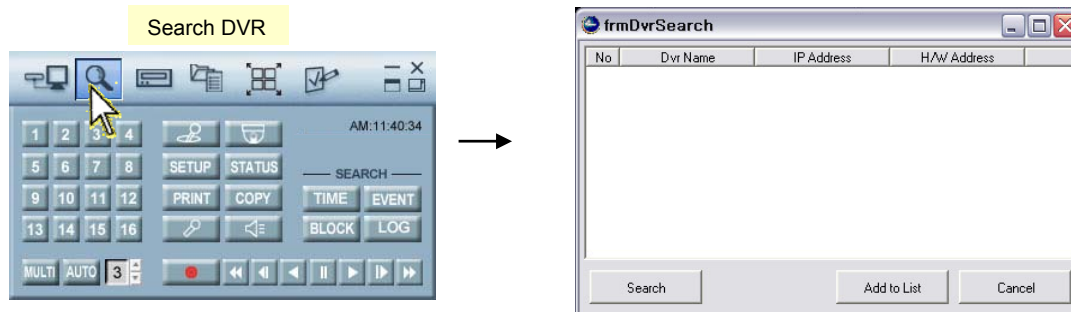 Search DVR
AM:11:40:34
1 2 3 4
5 6 7 8 SETUP STATUS SEARCH
9 10 11 12 PRINT COPY TIME EVENT
13 14 15 16 BLOCK LOG
MULTI AUTO 3
frmDvrSearch
No Dvr Name IP Address H/W Address
Search Add to List Cancel